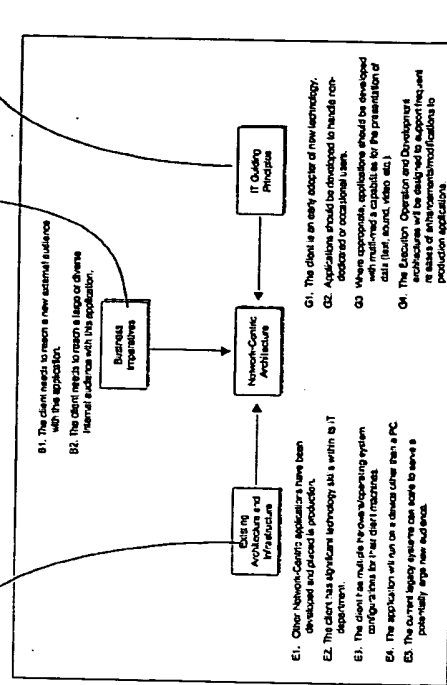 B1. The client needs to reach a new external audience
with the application.
B2. The client needs to reach a large or diverse
internal audience with this application.
Business
Imperatives
Existing
Architecture and
Infrastructure
Network-Centric
Architecture
IT Guiding
Principles
E1. Other Network-Centric applications have been
developed and placed in production.
E2. The client has significant technology skills within its IT
department.
E3. The client has multiple hardware/operating system
configurations for their client machines.
E4. The application will run on a device other than a PC.
E5. The current legacy systems can scale to serve a
potentially large new audience.
G1. The client is an early adopter of new technology.
G2. Applications should be developed to handle non-
dedicated or occasional users.
G3 Where appropriate, applications should be developed
with multi-media capabilities for the presentation of
data (text, sound, video etc.).
G4. The Execution Operation and Development
architectures will be designed to support frequent
releases of enhancements/modifications to
production applications.